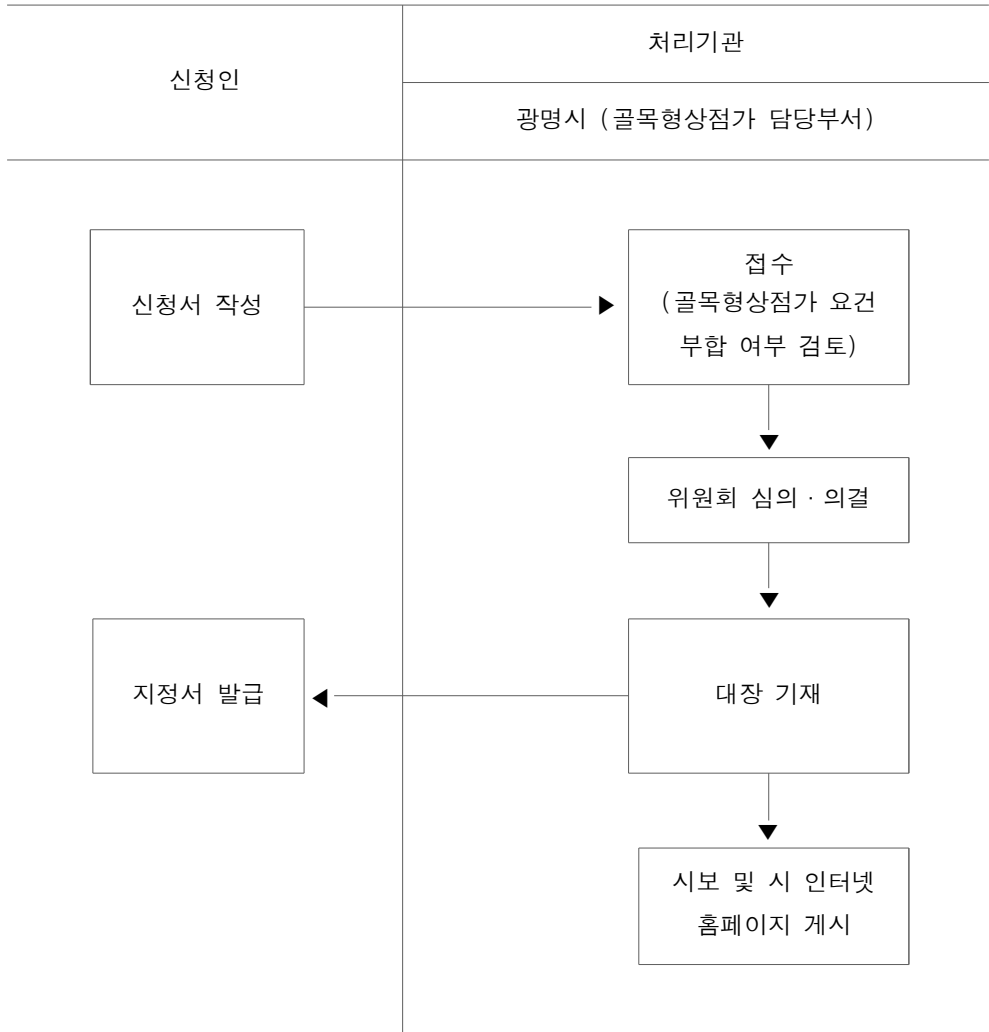 신청인
처리기관
광명시 (골목형상점가 담당부서)
신청서 작성
접수
(골목형상점가 요건
부합 여부 검토)
위원회 심의 · 의결
지정서 발급
대장 기재
시보 및 시 인터넷
홈페이지 게시